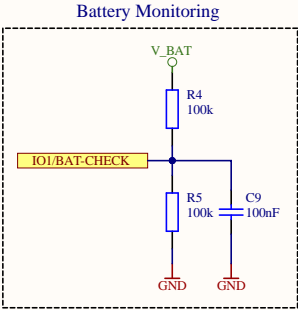 Battery Monitoring
V_BAT
R4
100k
IO1/BAT-CHECK
R5
100k
C9
100nF
GND
GND